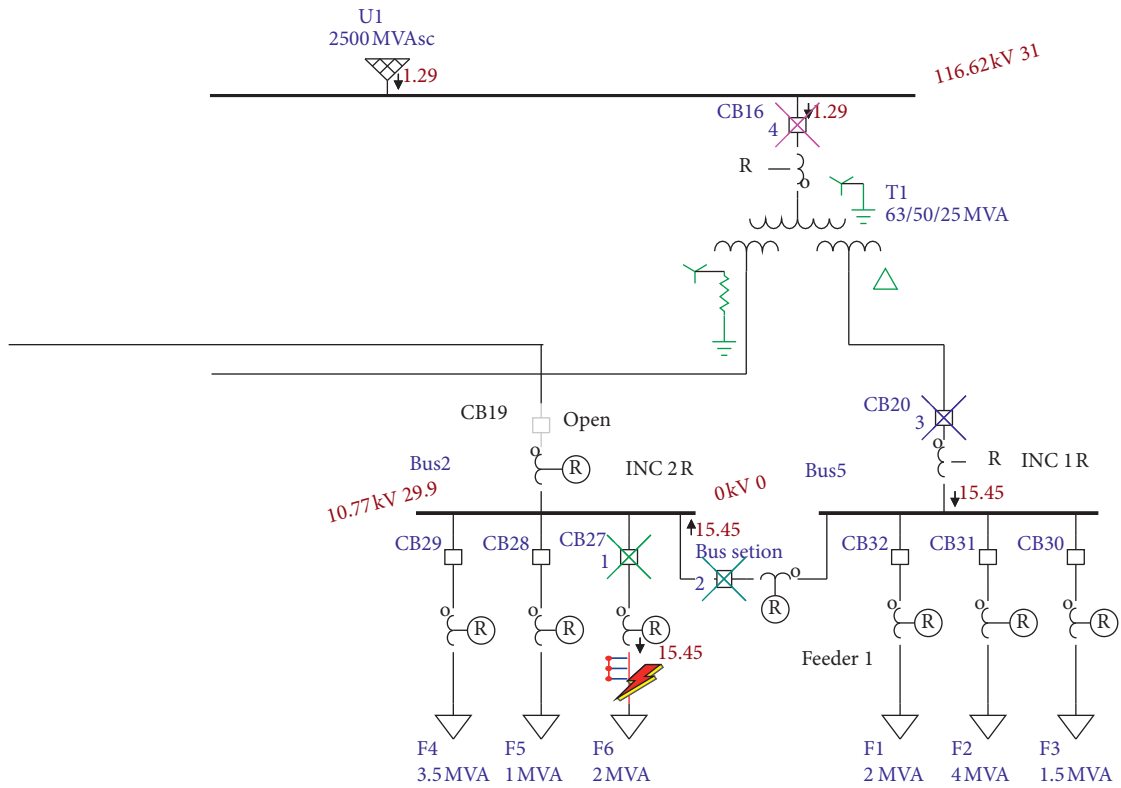 U1
2500 MVAsc
1.29
116.62 kV 31
CB16
4
1.29
R
T1
63/50/25 MVA
CB19
Open
CB20
3
Bus2
R
INC 2 R
Bus5
R
INC 1 R
10.77 kV 29.9
0 kV 0
15.45
15.45
CB29
CB28
CB27
1
Bus setion
2
CB32
CB31
CB30
R
R
R
R
R
R
R
15.45
Feeder 1
F4
3.5 MVA
F5
1 MVA
F6
2 MVA
F1
2 MVA
F2
4 MVA
F3
1.5 MVA